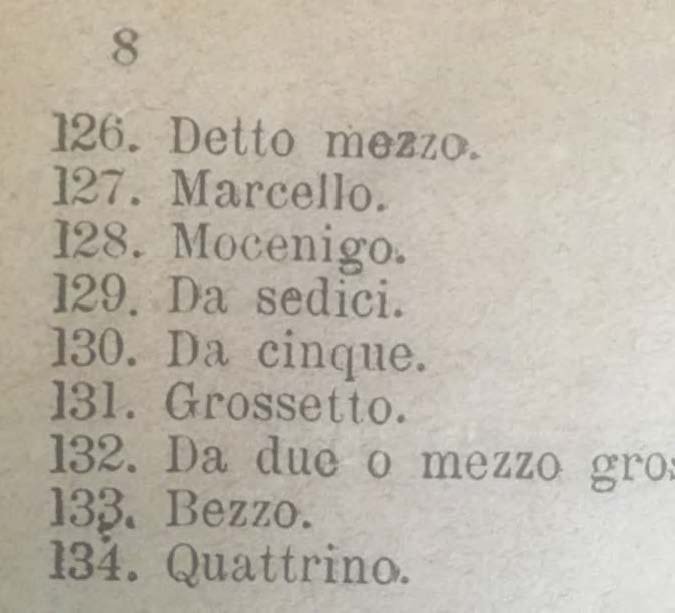 8
126. Detto mezzo.
127. Marcello.
128. Mocenigo.
129. Da sedici.
130. Da cinque.
131. Grossetto.
132. Da due o mezzo
133. Bezzo.
134. Quattrino.